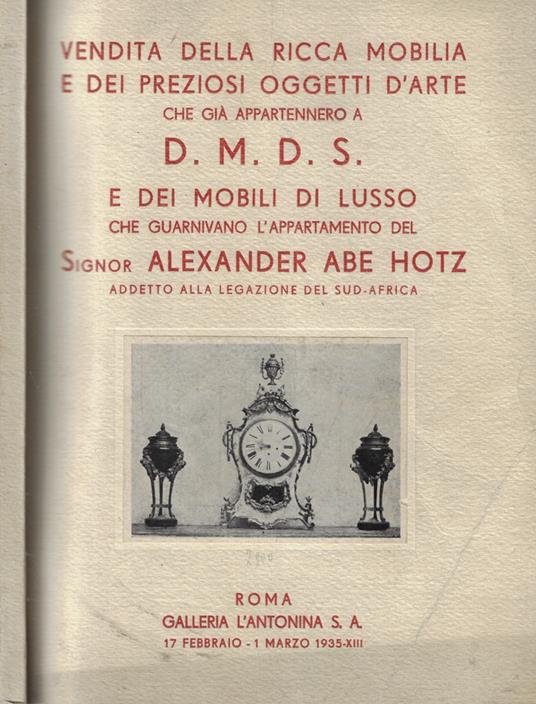 VENDITA DELLA RICCA MOBILIA
E DEI PREZIOSI OGGETTI D'ARTE
CHE GIÀ APPARTENNERO A
D. M. D. S.
E DEI MOBILI DI LUSSO
CHE GUARNIVANO L'APPARTAMENTO DEL
SIGNOR ALEXANDER ABE HOTZ
ADDETTO ALLA LEGAZIONE DEL SUD-AFRICA
ROMA
GALLERIA L'ANTONINA S. A.
17 FEBBRAIO - 1 MARZO 1935-XIII